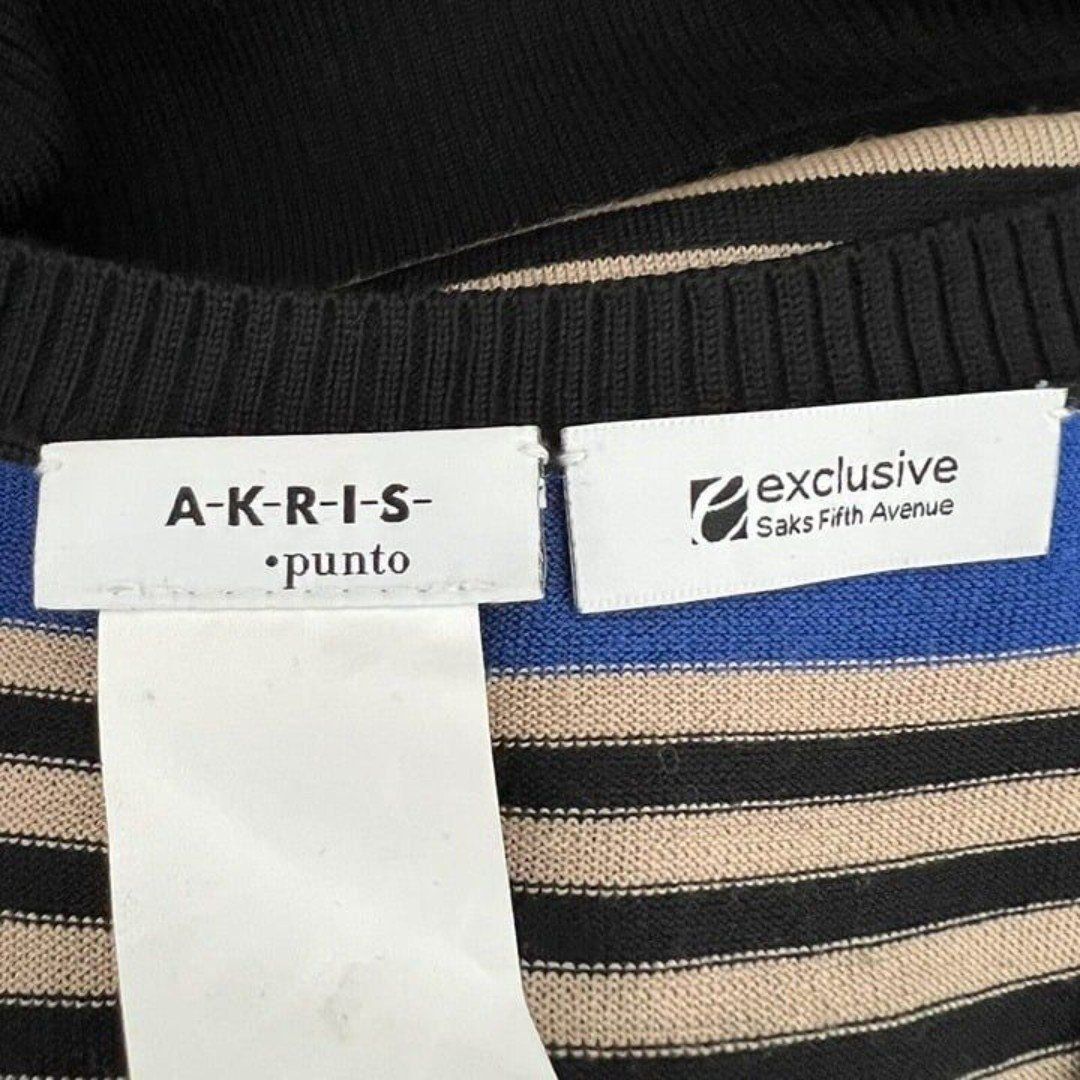 A-K-R-I-S-
•punto
e exclusive
Saks Fifth Avenue